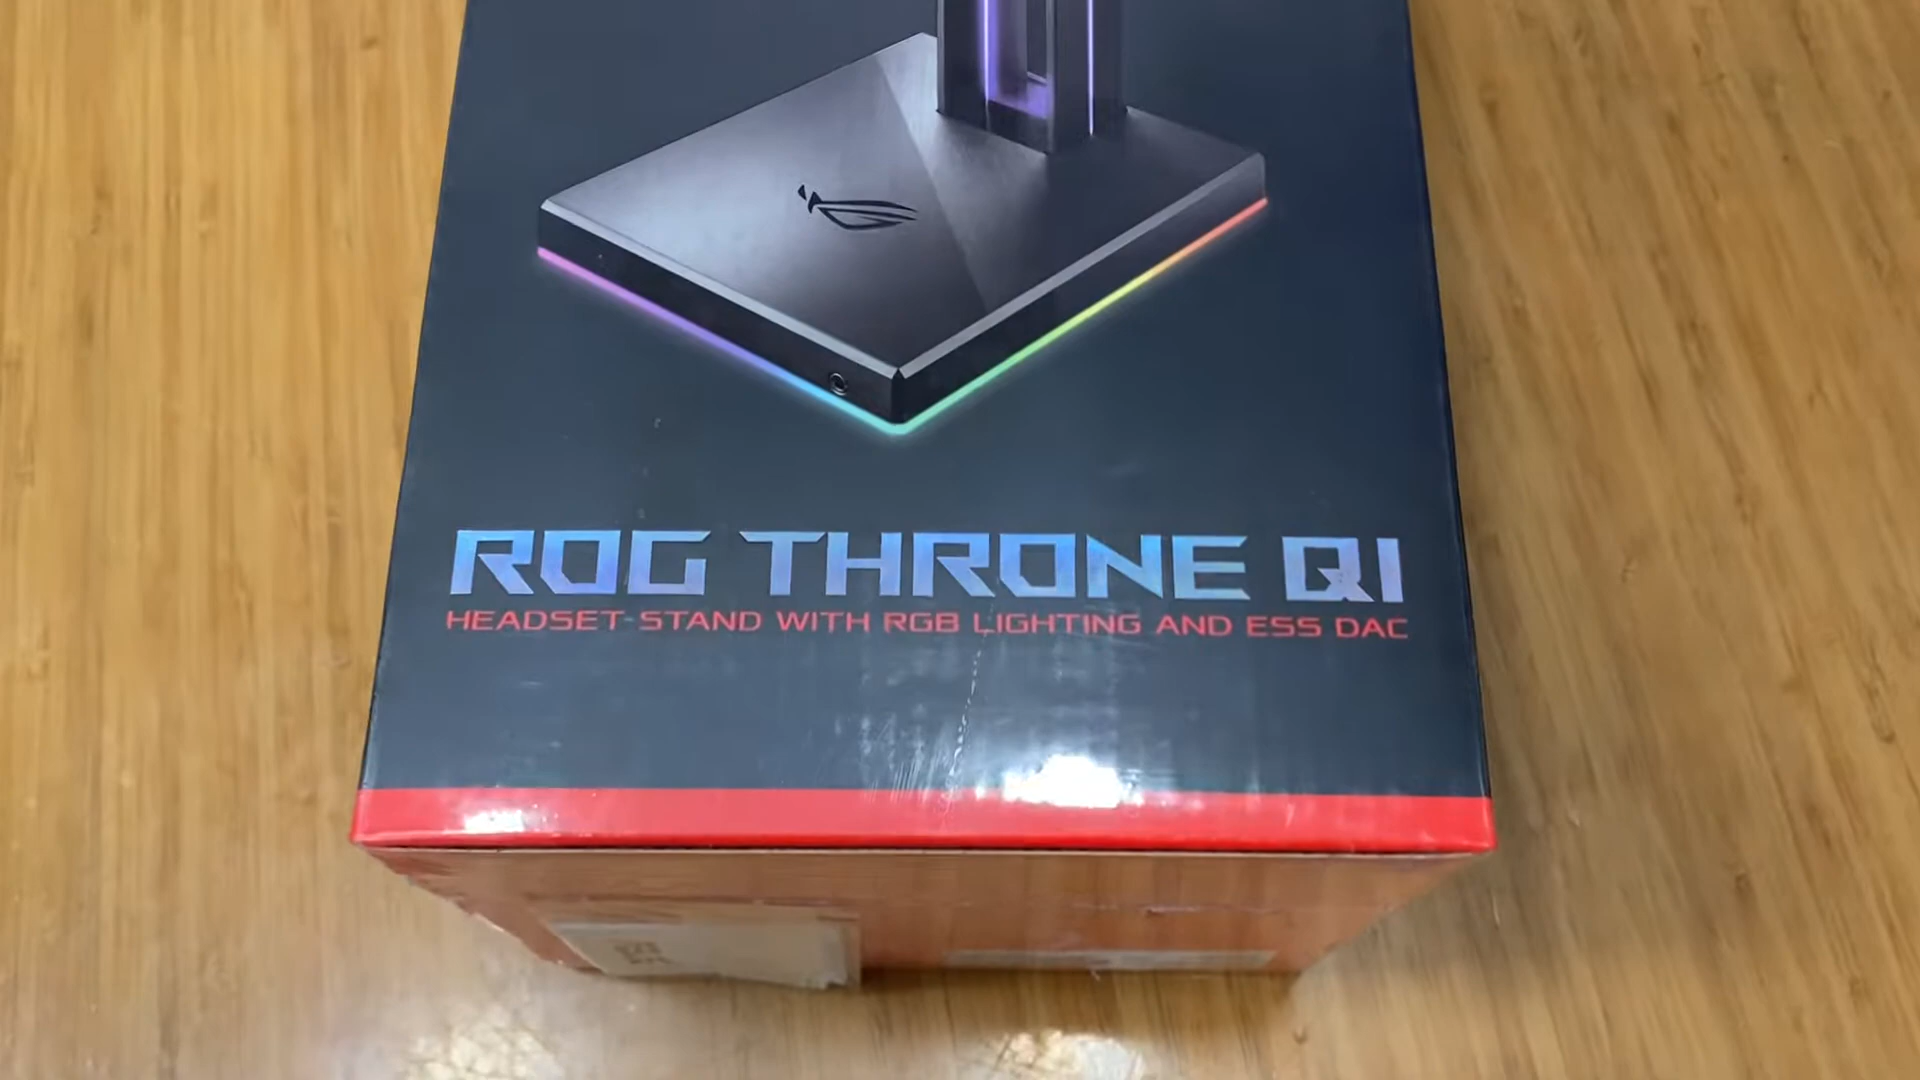 ROG THRONE QI
HEADSET STAND WITH RGB LIGHTING AND ESS DAC